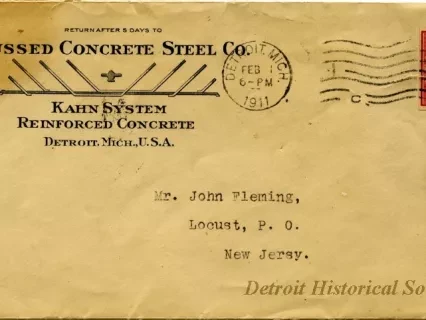 RETURN AFTER 5 DAYS TO
USSED CONCRETE STEEL CO.
KAHN SYSTEM
REINFORCED CONCRETE
DETROIT, MICH., U.S.A.
DETROIT, MICH.
FEB 1
6-PM
1911
C.
Mr. John Fleming,
Locust, P. O.
New Jersy.
Detroit Historical So